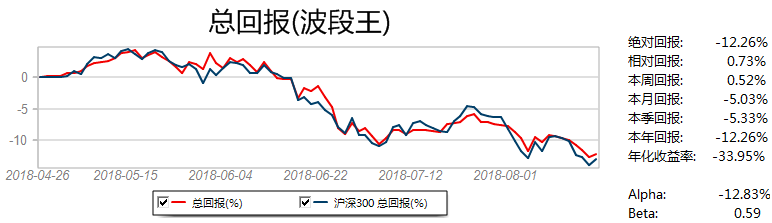 总回报(波段王)
0
-5
-10
2018-04-26 2018-05-15 2018-06-04 2018-06-22 2018-07-12 2018-08-01
总回报(%) 沪深300 总回报(%)
绝对回报: -12.26%
相对回报: 0.73%
本周回报: 0.52%
本月回报: -5.03%
本季回报: -5.33%
本年回报: -12.26%
年化收益率: -33.95%
Alpha: -12.83%
Beta: 0.59